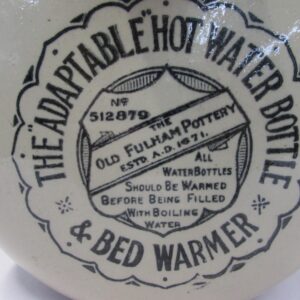 THE "ADAPTABLE" HOT WATER BOTTLE
& BED WARMER
Nº
512879
THE
OLD FULHAM POTTERY
ESTD A.D. 1671.
ALL
WATER BOTTLES
SHOULD BE WARMED
BEFORE BEING FILLED
WITH BOILING
WATER